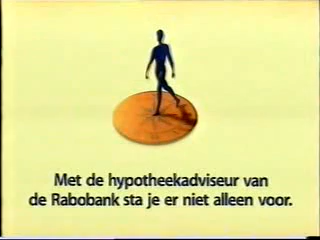 Met de hypotheekadviseur van
de Rabobank sta je er niet alleen voor.